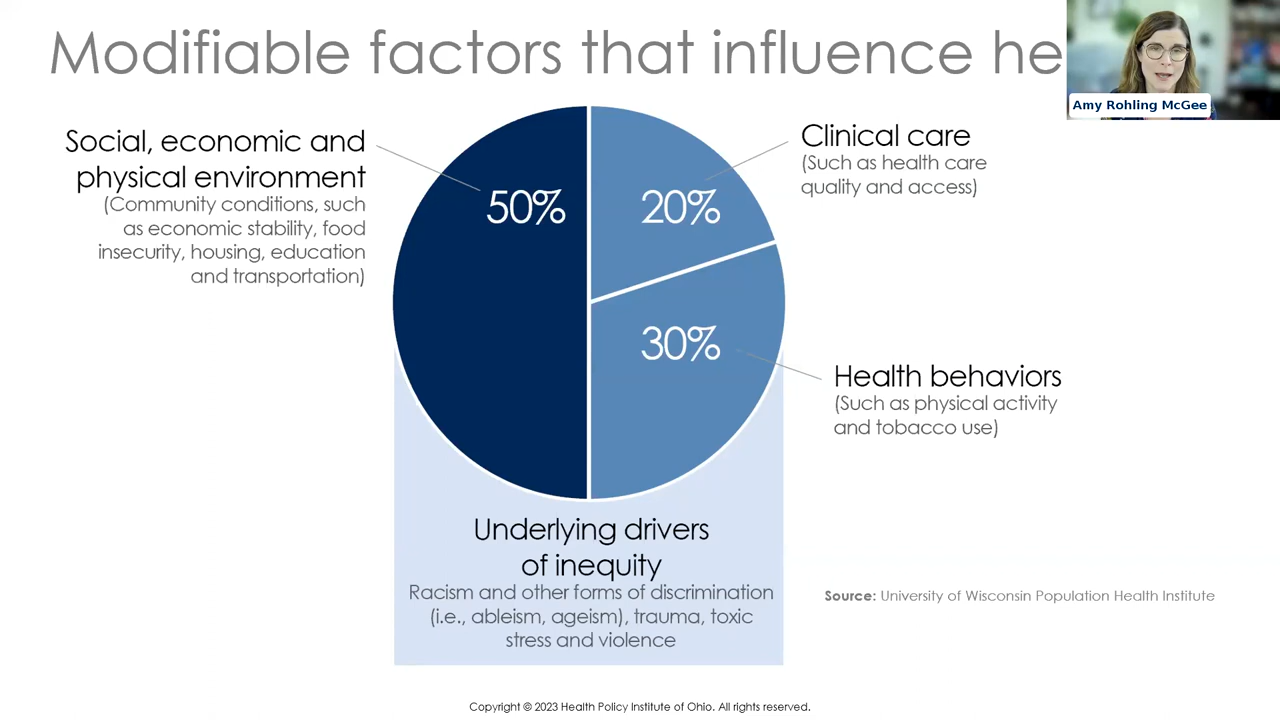 Modifiable factors that influence
Amy Rohling McGee
Social, economic and
physical environment
(Community conditions, such
as economic stability, food
insecurity, housing, education
and transportation)
50%
20%
Clinical care
(Such as health care
quality and access)
30%
Health behaviors
(Such as physical activity
and tobacco use)
Underlying drivers
of inequity
Racism and other forms of discrimination
(i.e., ableism, ageism), trauma, toxic
stress and violence
Source: University of Wisconsin Population Health Institute
Copyright © 2023 Health Policy Institute of Ohio. All rights reserved.